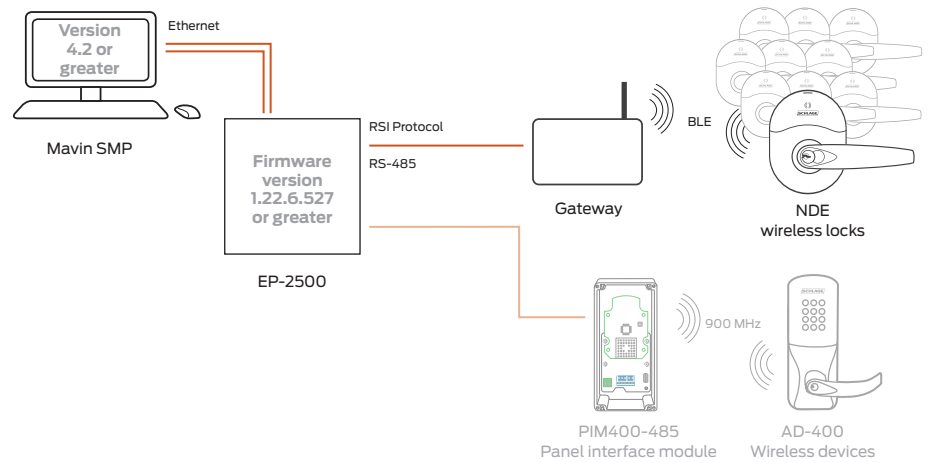 Ethernet
Version
4.2 or
greater
Mavin SMP
RSI Protocol
RS-485
Firmware
version
1.22.6.527
or greater
EP-2500
Gateway
BLE
SCHLAGE
NDE
wireless locks
900 MHz
SCHLAGE
PIM400-485
Panel interface module
AD-400
Wireless devices